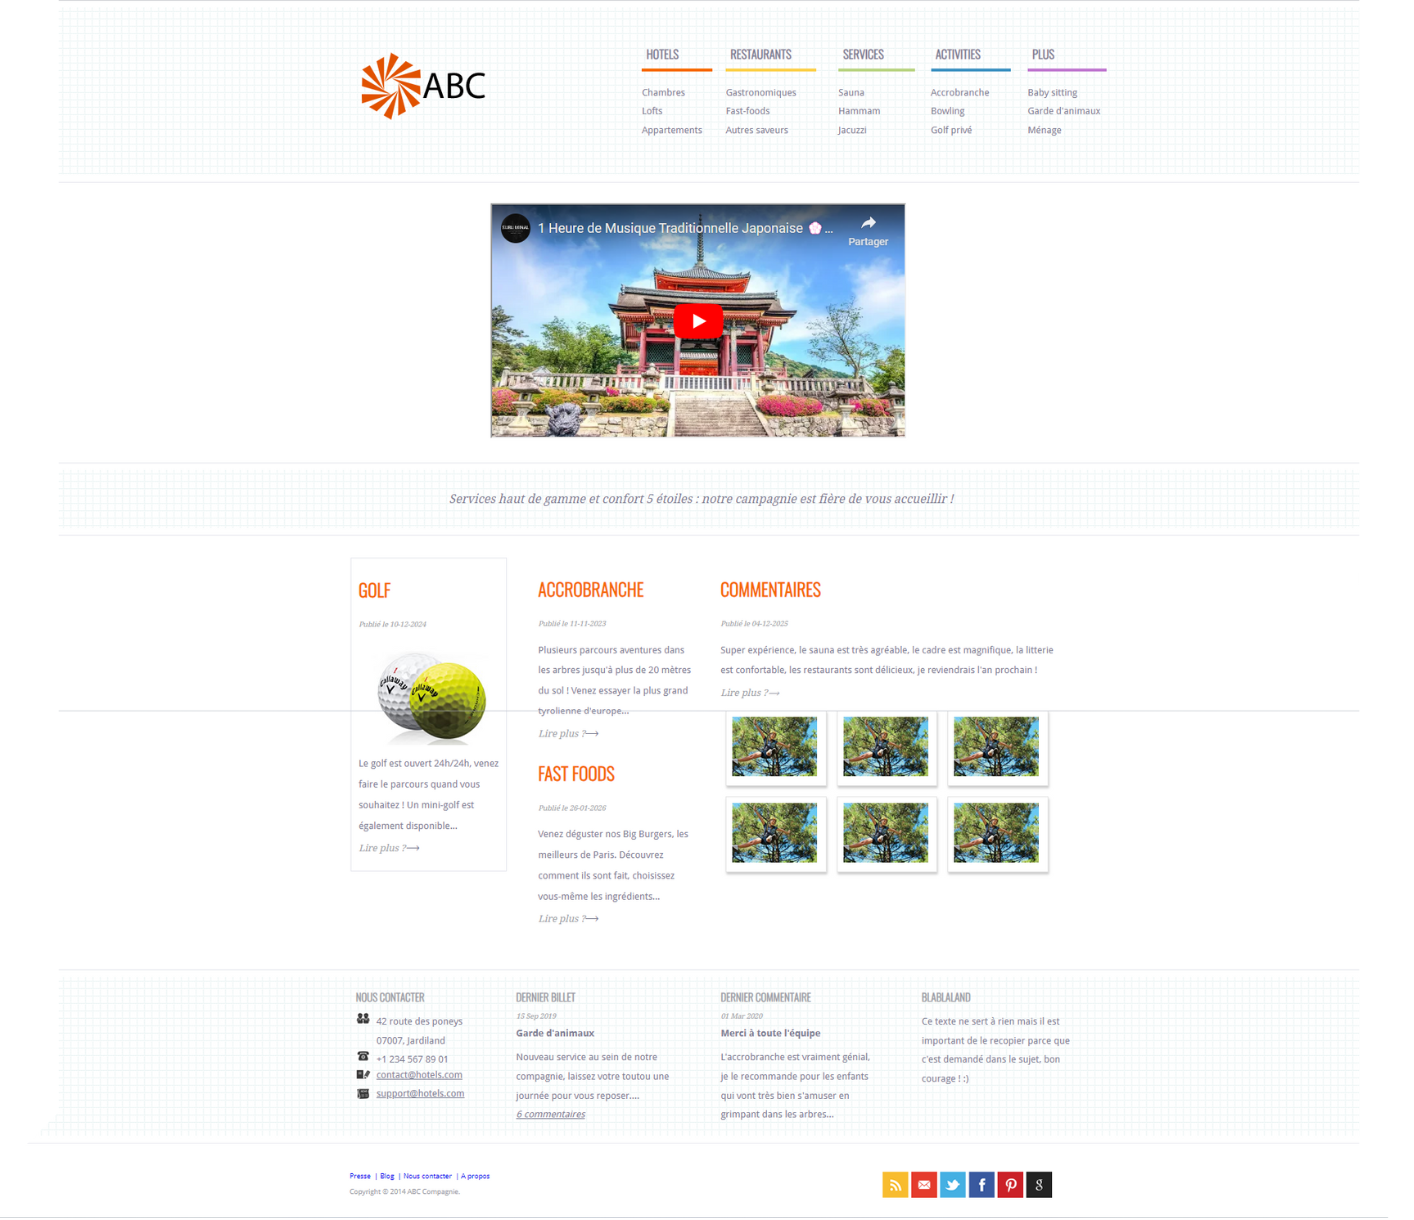 ABC
HOTELS
Chambres
Lofts
Appartements
RESTAURANTS
Gastronomiques
Fast-foods
Autres saveurs
SERVICES
Sauna
Hammam
Jacuzzi
ACTIVITIES
Accrobranche
Bowling
Golf privé
PLUS
Baby sitting
Garde d'animaux
Ménage
1 Heure de Musique Traditionnelle Japonaise 🌸 ...
Partager
Services haut de gamme et confort 5 étoiles : notre campagnie est fière de vous accueillir !
GOLF
Publié le 10-12-2024
Callaway
Callaway
Le golf est ouvert 24h/24h, venez
faire le parcours quand vous
souhaitez ! Un mini-golf est
également disponible...
Lire plus ?⟶
ACCROBRANCHE
Publié le 11-11-2023
Plusieurs parcours aventures dans
les arbres jusqu'à plus de 20 mètres
du sol ! Venez essayer la plus grand
tyrolienne d'europe...
Lire plus ?⟶
FAST FOODS
Publié le 26-01-2026
Venez déguster nos Big Burgers, les
meilleurs de Paris. Découvrez
comment ils sont fait, choisissez
vous-même les ingrédients...
Lire plus ?⟶
COMMENTAIRES
Publié le 04-12-2025
Super expérience, le sauna est très agréable, le cadre est magnifique, la litterie
est confortable, les restaurants sont délicieux, je reviendrais l'an prochain !
Lire plus ?⟶
NOUS CONTACTER
42 route des poneys
07007, Jardiland
+1 234 567 89 01
contact@hotels.com
support@hotels.com
DERNIER BILLET
15 Sep 2019
Garde d'animaux
Nouveau service au sein de notre
compagnie, laissez votre toutou une
journée pour vous reposer....
6 commentaires
DERNIER COMMENTAIRE
01 Mar 2020
Merci à toute l'équipe
L'accrobranche est vraiment génial,
je le recommande pour les enfants
qui vont très bien s'amuser en
grimpant dans les arbres...
BLABLALAND
Ce texte ne sert à rien mais il est
important de le recopier parce que
c'est demandé dans le sujet, bon
courage ! :)
Presse | Blog | Nous contacter | A propos
Copyright © 2014 ABC Compagnie.